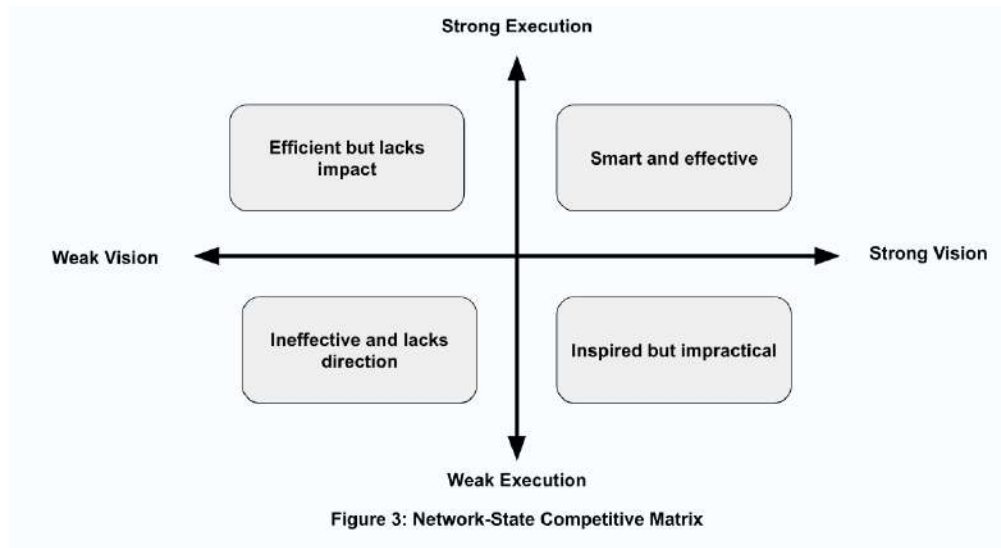 Strong Execution
Efficient but lacks
impact
Smart and effective
Weak Vision
Strong Vision
Ineffective and lacks
direction
Inspired but impractical
Weak Execution
Figure 3: Network-State Competitive Matrix